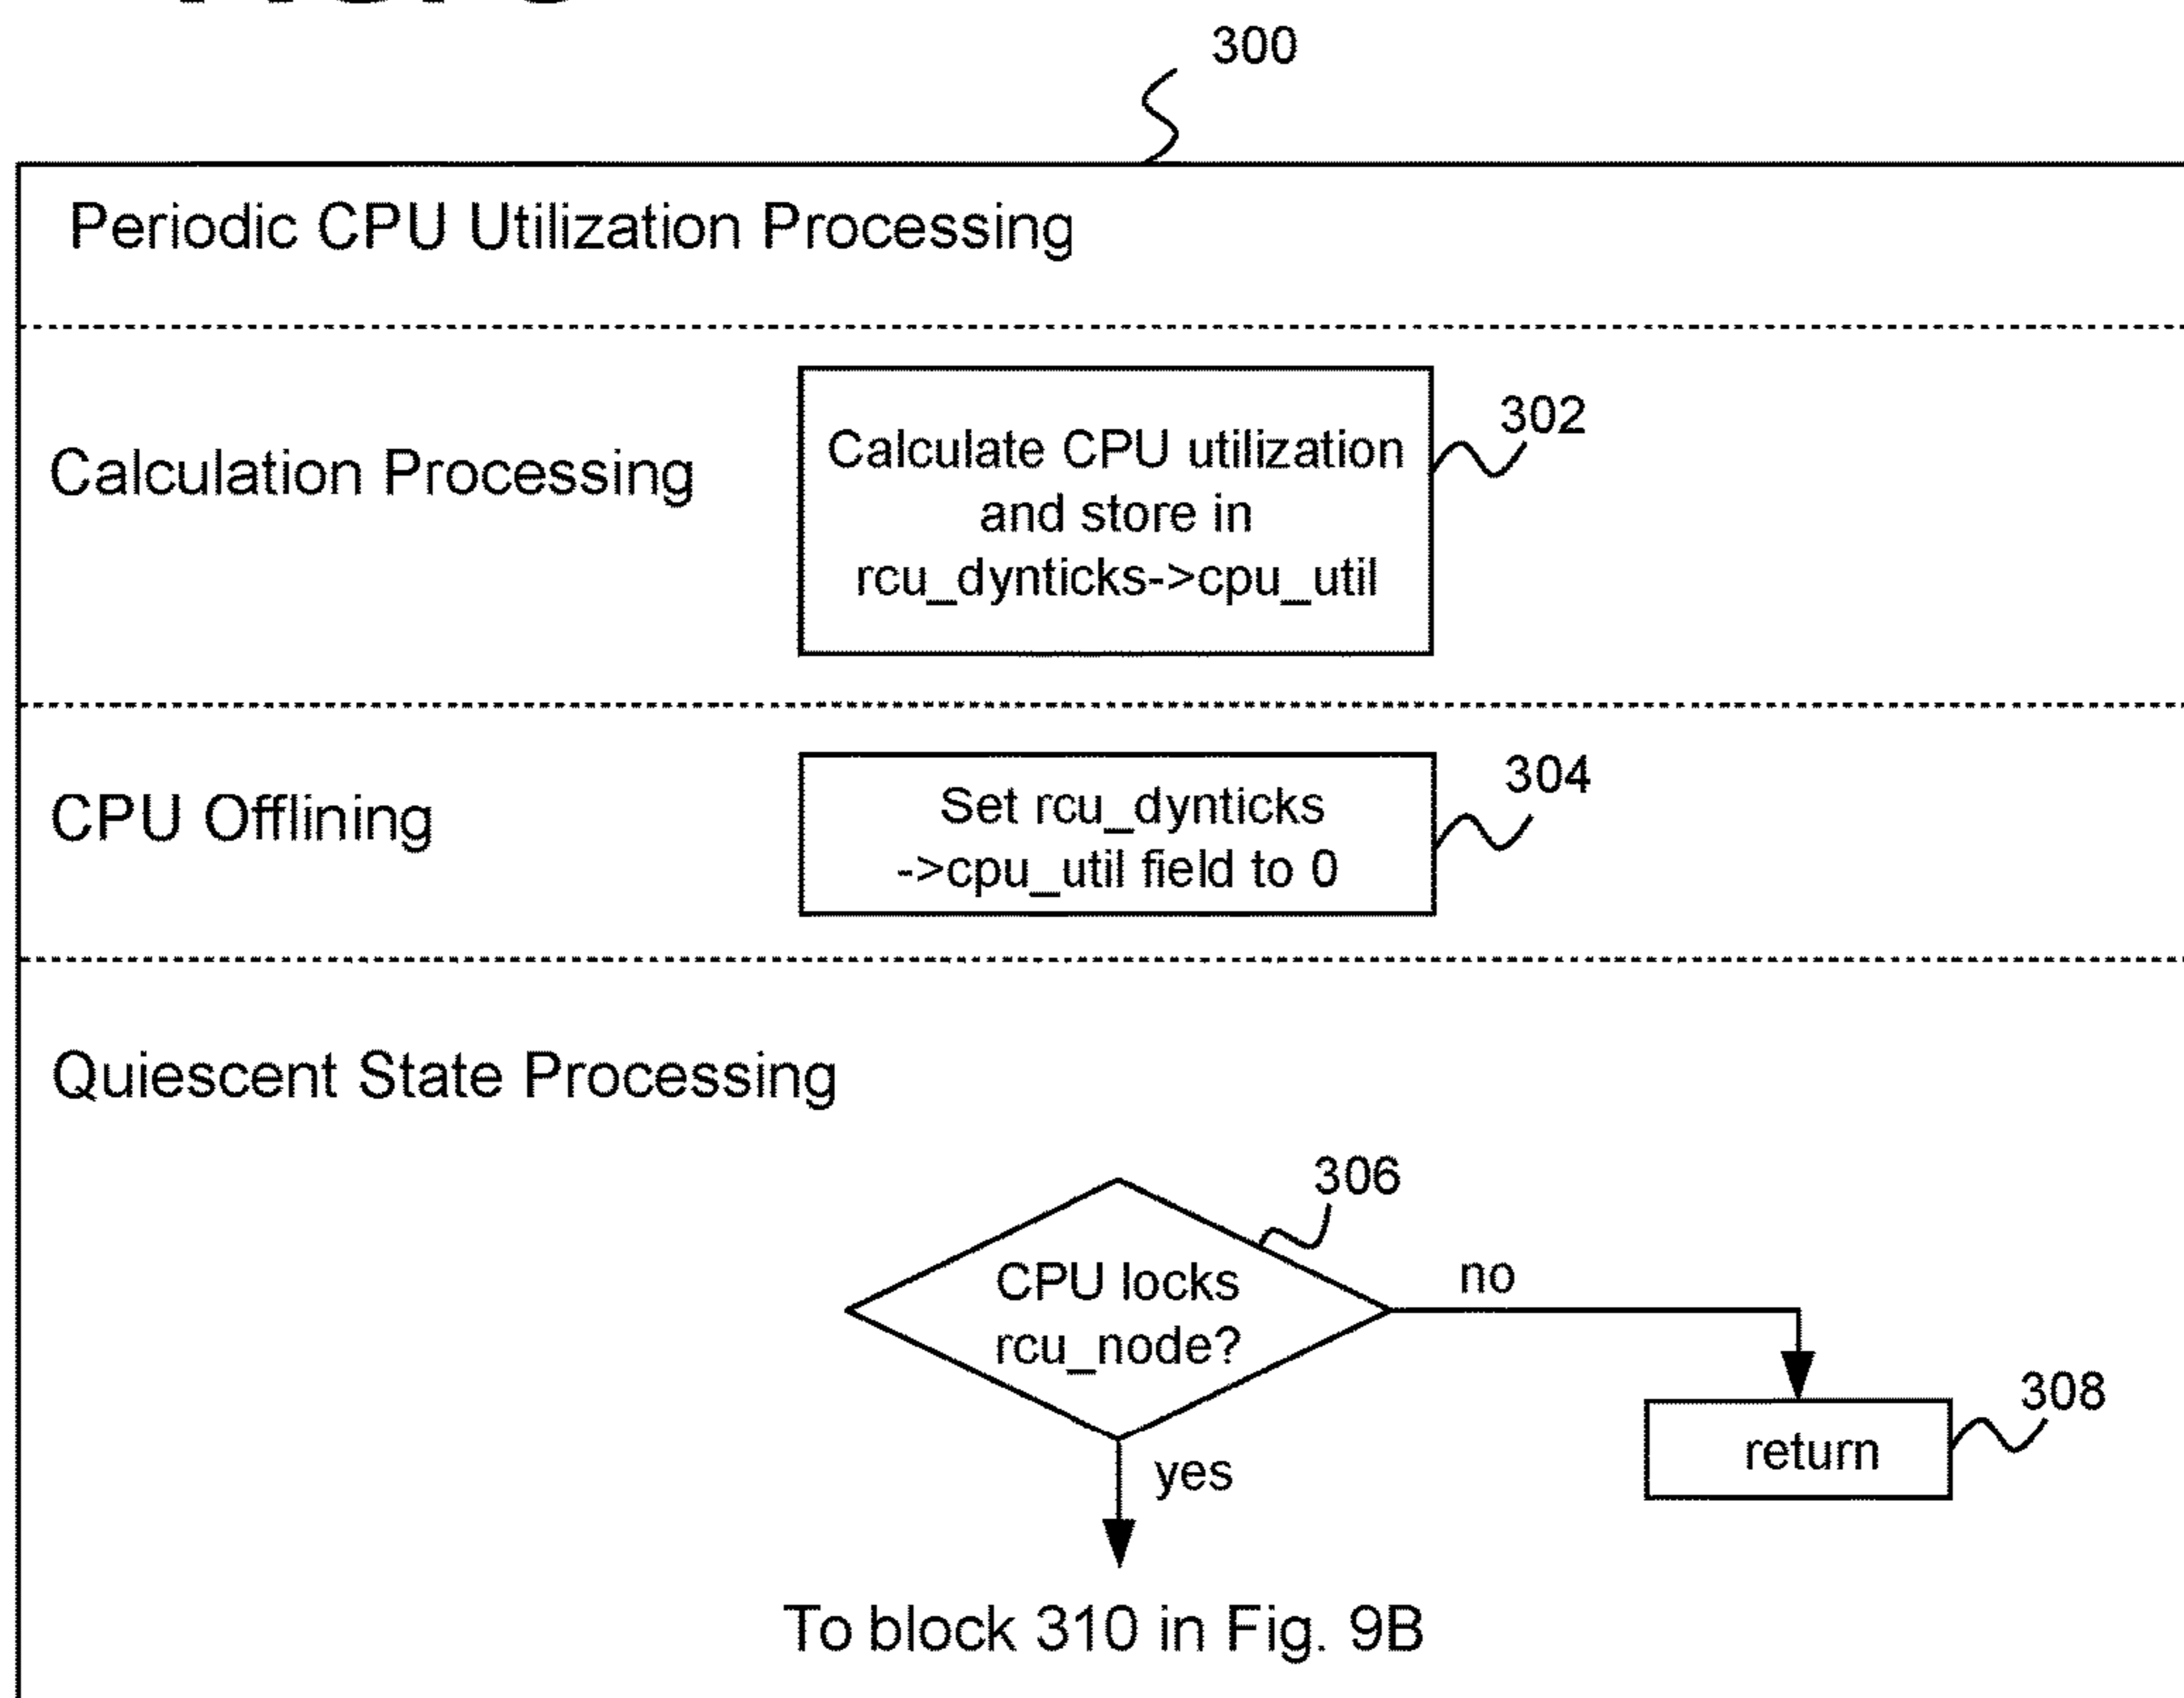 300
Periodic CPU Utilization Processing
Calculation Processing
Calculate CPU utilization
and store in
rcu_dynticks->cpu_util
302
CPU Offlining
Set rcu_dynticks
->cpu_util field to 0
304
Quiescent State Processing
306
CPU locks
rcu_node?
no
308
return
yes
To block 310 in Fig. 9B